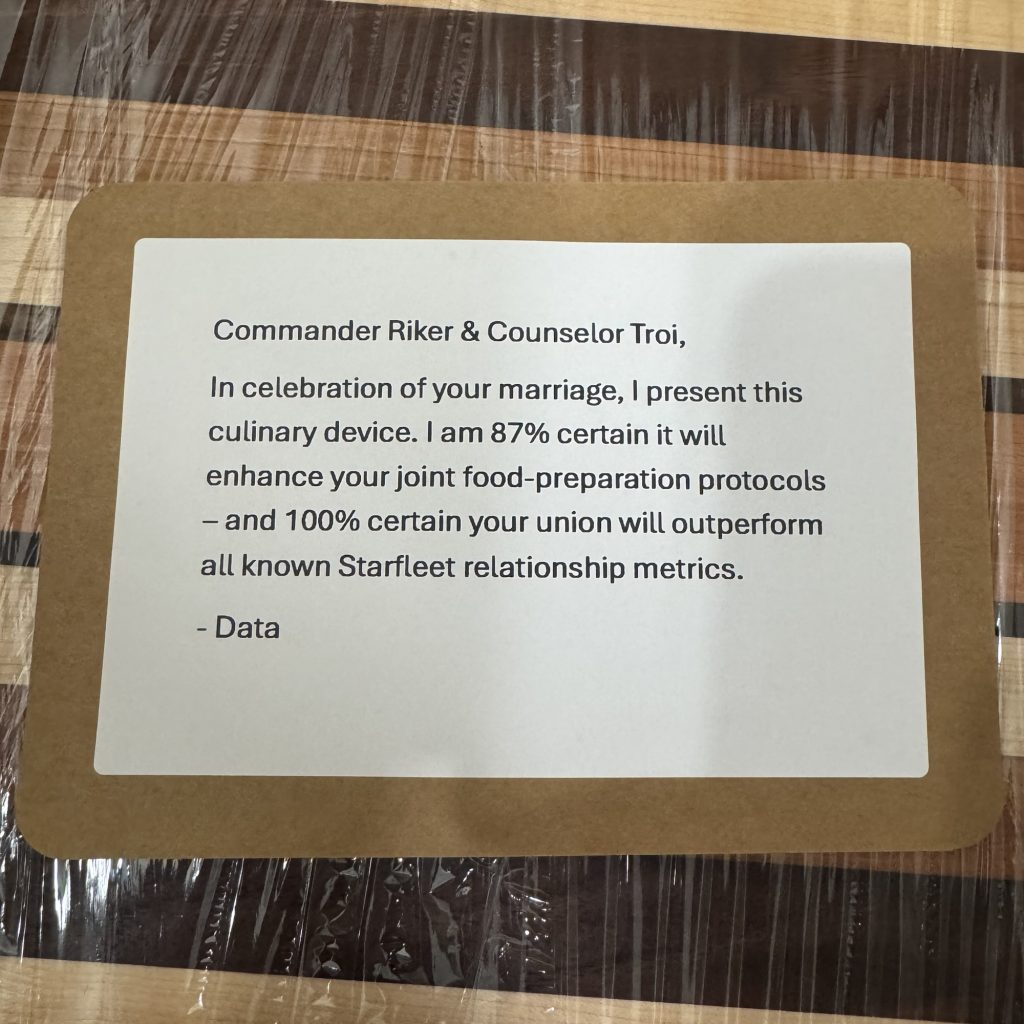 Commander Riker & Counselor Troi,
In celebration of your marriage, I present this
culinary device. I am 87% certain it will
enhance your joint food-preparation protocols
– and 100% certain your union will outperform
all known Starfleet relationship metrics.
- Data